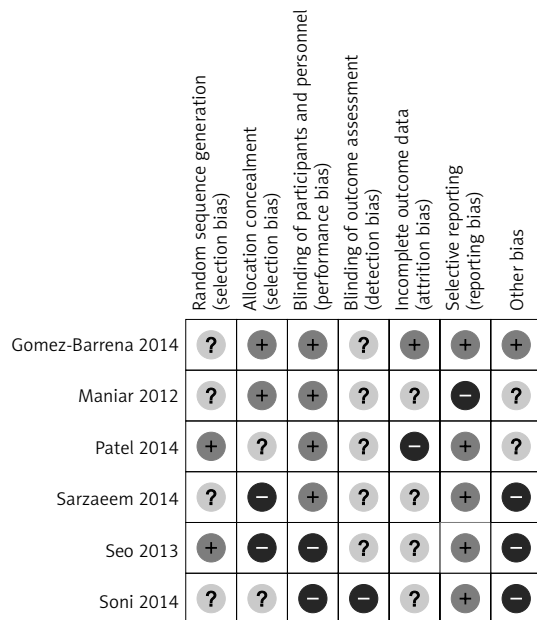 Random sequence generation
(selection bias)
Allocation concealment
(selection bias)
Blinding of participants and personnel
(performance bias)
Blinding of outcome assessment
(detection bias)
Incomplete outcome data
(attrition bias)
Selective reporting
(reporting bias)
Other bias
Gomez-Barrena 2014 ? + + ? + + +
Maniar 2012 ? + + ? ? − ?
Patel 2014 + ? + ? − + ?
Sarzaeem 2014 ? − + ? ? + −
Seo 2013 + − − ? ? + −
Soni 2014 ? ? − − ? + −